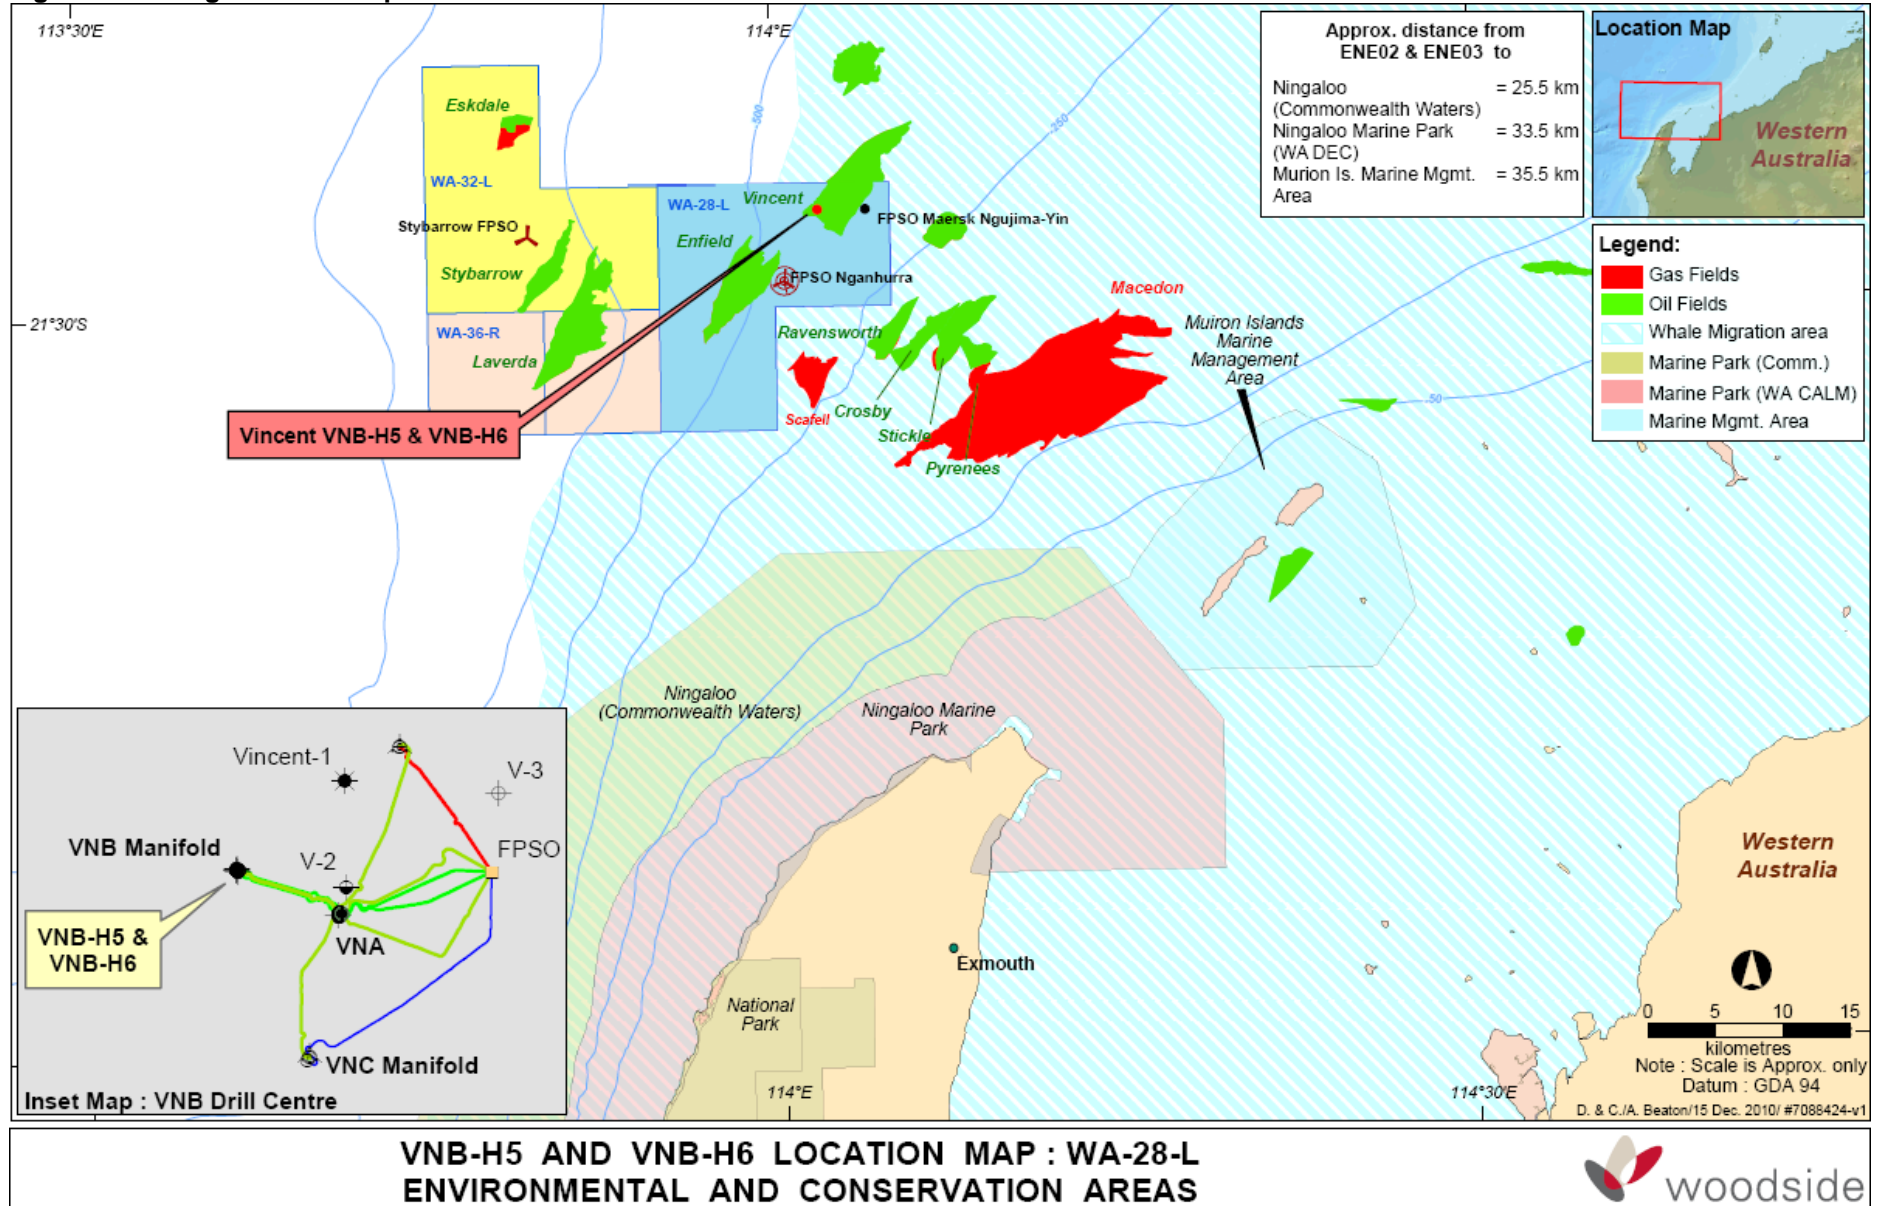 113°30'E
114°E
Approx. distance from
ENE02 & ENE03 to
Ningaloo = 25.5 km
(Commonwealth Waters)
Ningaloo Marine Park = 33.5 km
(WA DEC)
Murion Is. Marine Mgmt. = 35.5 km
Area
Location Map
Western
Australia
Legend:
Gas Fields
Oil Fields
Whale Migration area
Marine Park (Comm.)
Marine Park (WA CALM)
Marine Mgmt. Area
Eskdale
WA-32-L
Stybarrow FPSO
Stybarrow
500
250
WA-28-L
Vincent
FPSO Maersk Ngujima-Yin
Enfield
FPSO Nganhurra
21°30'S
WA-36-R
Laverda
Ravensworth
Macedon
Muiron Islands
Marine
Management
Area
Scafell
Crosby
Stickle
Pyrenees
50
Vincent VNB-H5 & VNB-H6
Ningaloo
(Commonwealth Waters)
Ningaloo Marine
Park
Vincent-1
V-3
VNB Manifold
V-2
FPSO
VNB-H5 &
VNB-H6
VNA
VNC Manifold
Inset Map : VNB Drill Centre
Exmouth
National
Park
Western
Australia
114°E
114°30'E
0 5 10 15
kilometres
Note : Scale is Approx. only
Datum : GDA 94
D. & C./A. Beaton/15 Dec. 2010/ #7088424-v1
VNB-H5 AND VNB-H6 LOCATION MAP : WA-28-L
ENVIRONMENTAL AND CONSERVATION AREAS
woodside